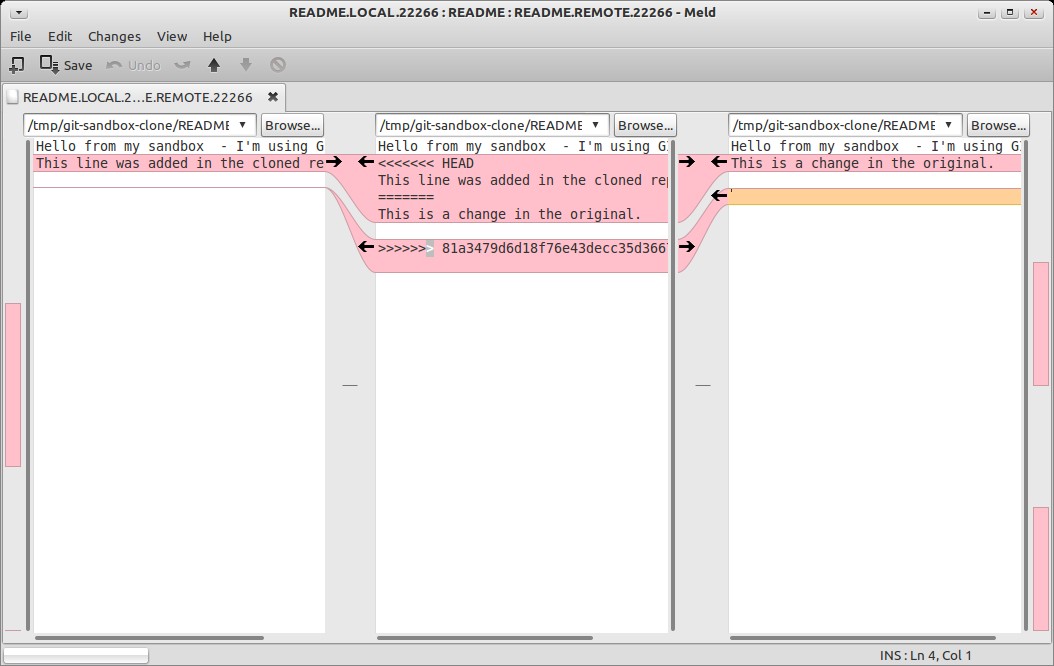 README.LOCAL.22266 : README : README.REMOTE.22266 - Meld
File Edit Changes View Help
Save Undo
README.LOCAL.2...E.REMOTE.22266
/tmp/git-sandbox-clone/README Browse... /tmp/git-sandbox-clone/README Browse... /tmp/git-sandbox-clone/README Browse...
Hello from my sandbox  - I'm using G
This line was added in the cloned re
Hello from my sandbox  - I'm using G
<<<<<<< HEAD
This line was added in the cloned rep
=======
This is a change in the original.
>>>>>>> 81a3479d6d18f76e43decc35d366
Hello from my sandbox  - I'm using G
This is a change in the original.
INS : Ln 4, Col 1